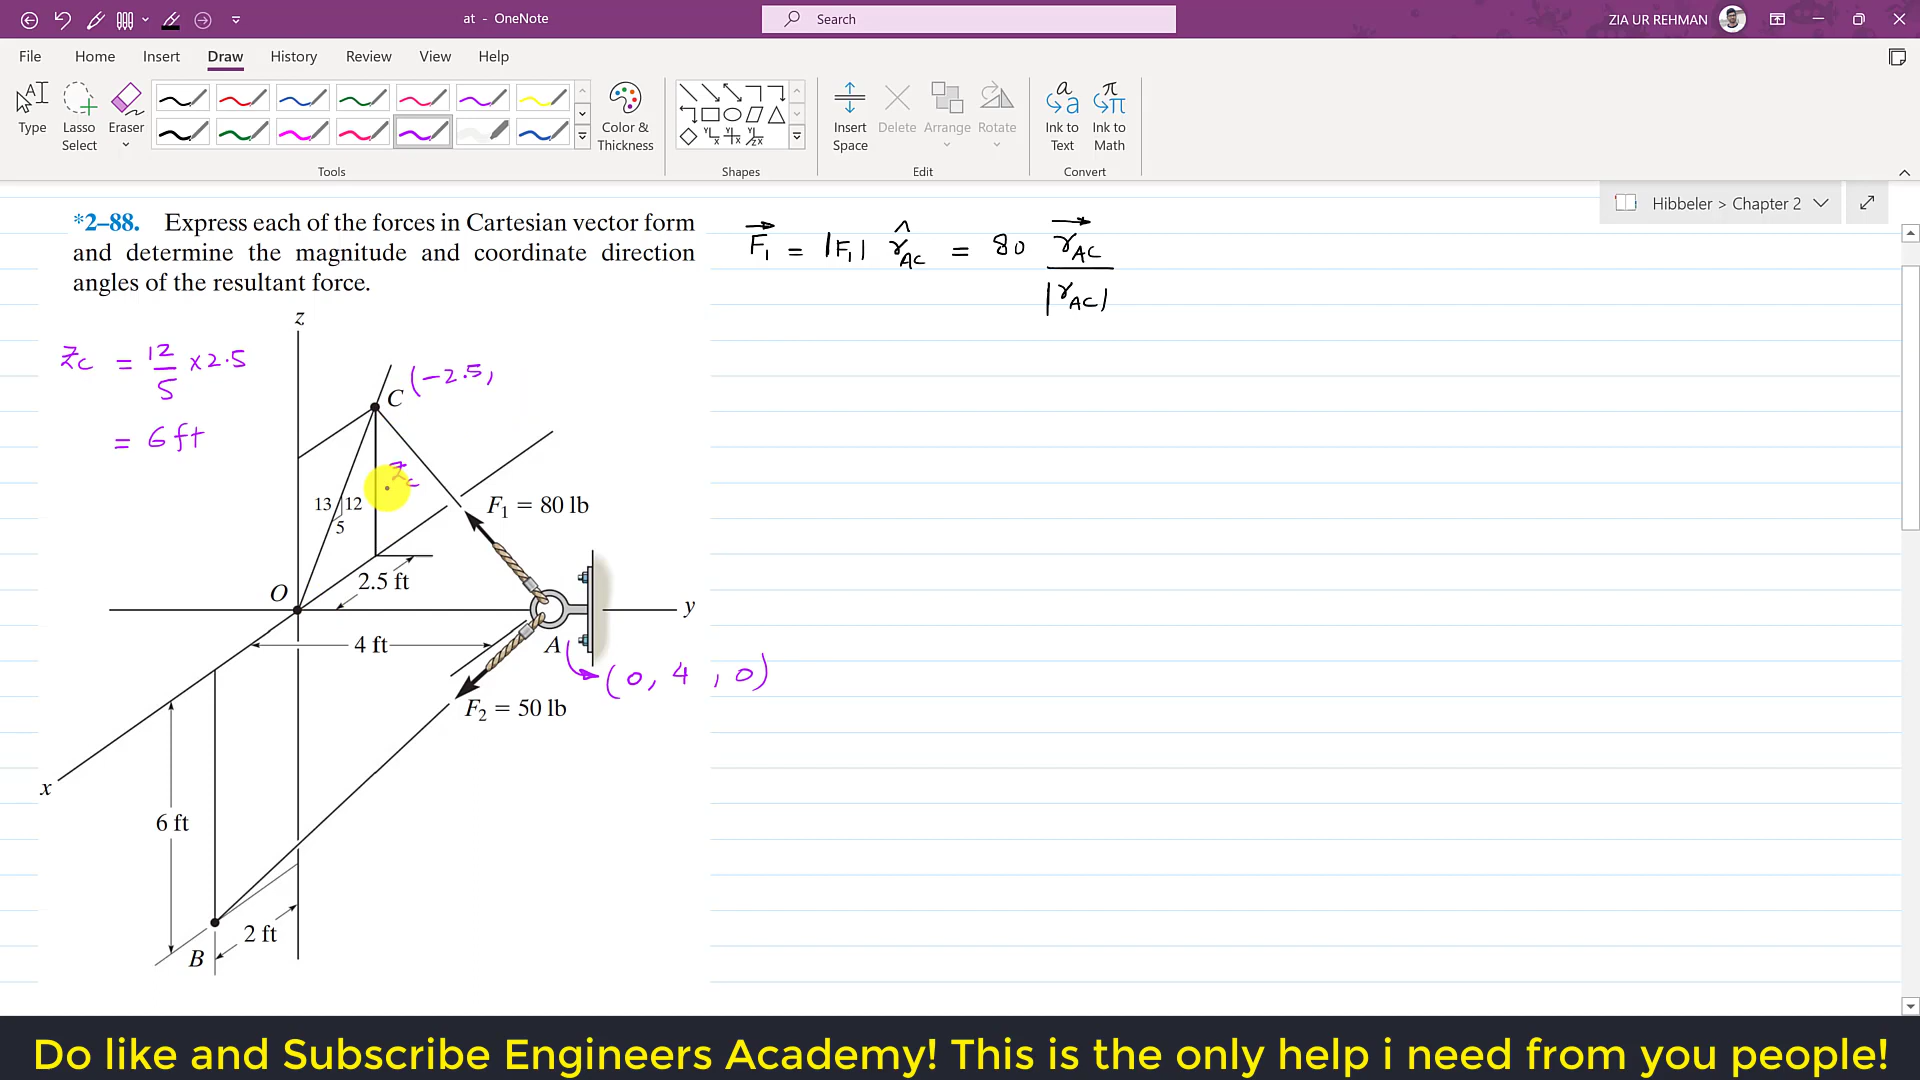 at - OneNote
Search
ZIA UR REHMAN
File Home Insert Draw History Review View Help
Type
Lasso Select
Eraser
Color & Thickness
Insert Space
Delete
Arrange
Rotate
Ink to Text
Ink to Math
Tools
Shapes
Edit
Convert
Hibbeler > Chapter 2
*2–88. Express each of the forces in Cartesian vector form
and determine the magnitude and coordinate direction
angles of the resultant force.
F₁ = |F₁| r̂AC = 80 rAC / |rAC|
z
zc = 12/5 × 2.5
= 6 ft
C (-2.5,
zc
13 12
5
F₁ = 80 lb
2.5 ft
O
y
4 ft
A
(0, 4, 0)
F₂ = 50 lb
x
6 ft
2 ft
B
Do like and Subscribe Engineers Academy! This is the only help i need from you people!